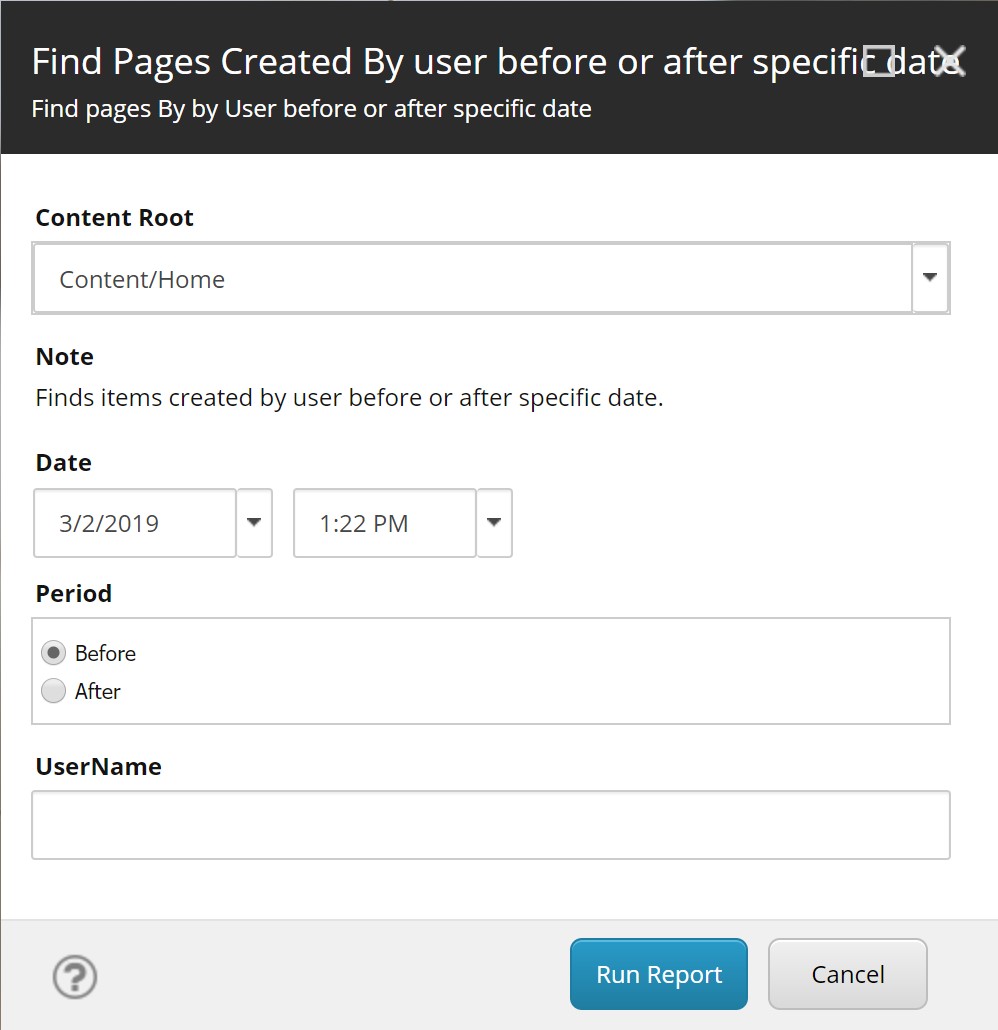 Find Pages Created By user before or after specific date
Find pages By by User before or after specific date
Content Root
Content/Home
Note
Finds items created by user before or after specific date.
Date
3/2/2019 1:22 PM
Period
Before
After
UserName
Run Report Cancel